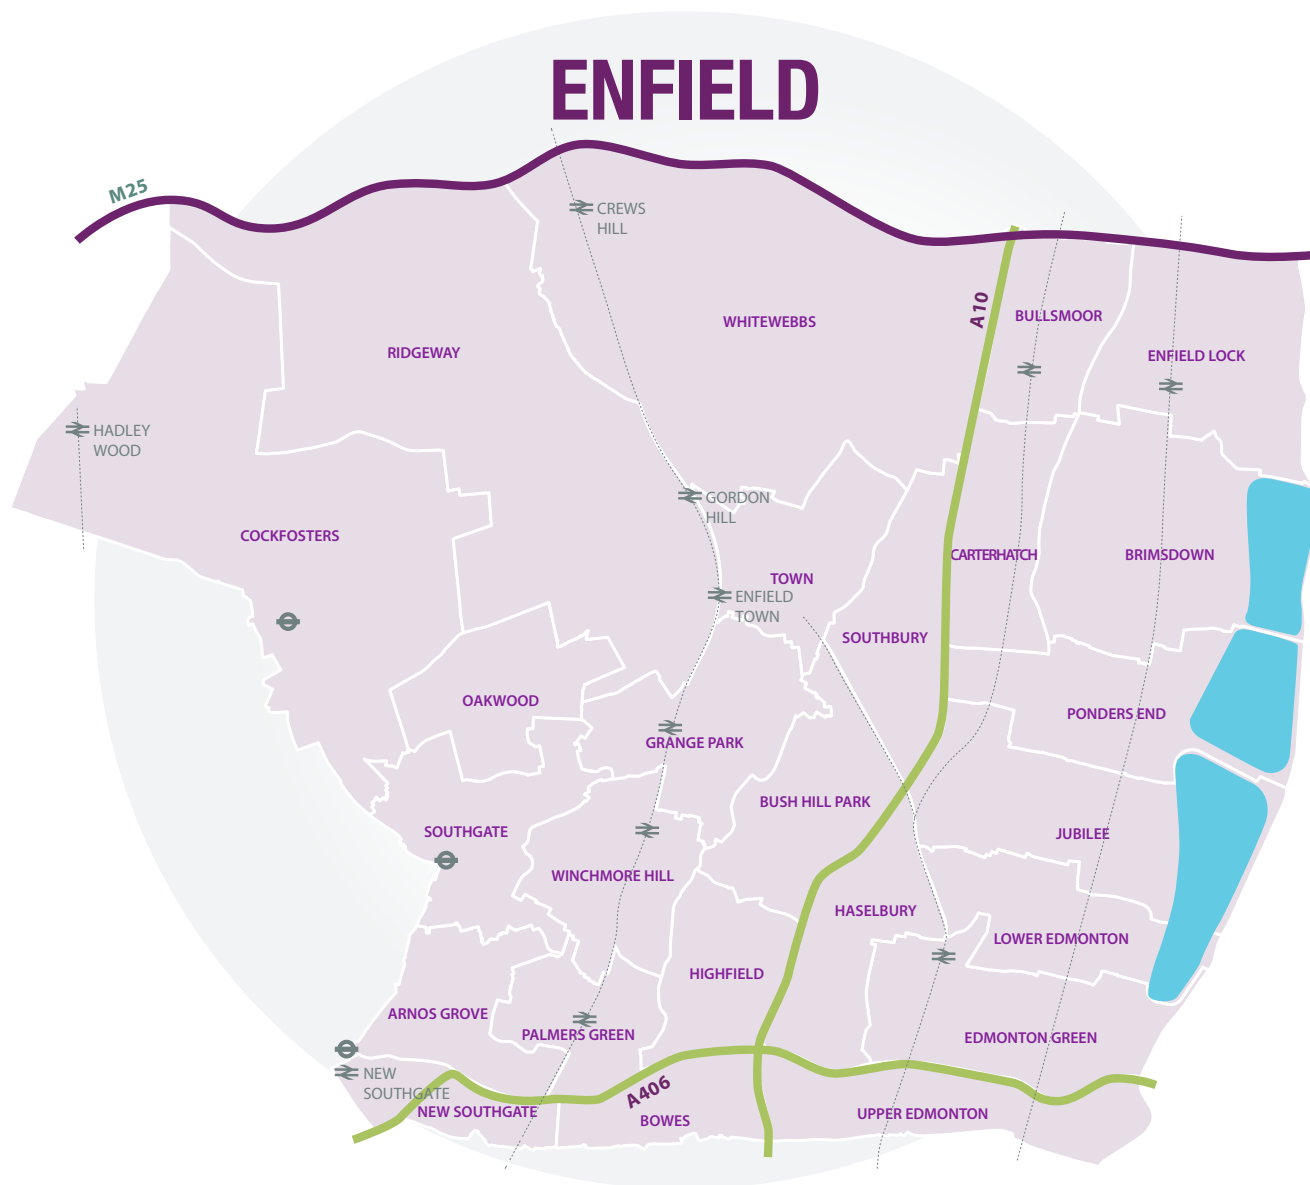 ENFIELD
M25
CREWS
HILL
A10
BULLSMOOR
WHITEWEBBS
RIDGEWAY
ENFIELD LOCK
HADLEY
WOOD
GORDON
HILL
COCKFOSTERS
CARTERHATCH
BRIMSDOWN
TOWN
ENFIELD
TOWN
SOUTHBURY
OAKWOOD
PONDERS END
GRANGE PARK
BUSH HILL PARK
SOUTHGATE
JUBILEE
WINCHMORE HILL
HASELBURY
LOWER EDMONTON
HIGHFIELD
ARNOS GROVE
PALMERS GREEN
EDMONTON GREEN
NEW
SOUTHGATE
A406
NEW SOUTHGATE
BOWES
UPPER EDMONTON